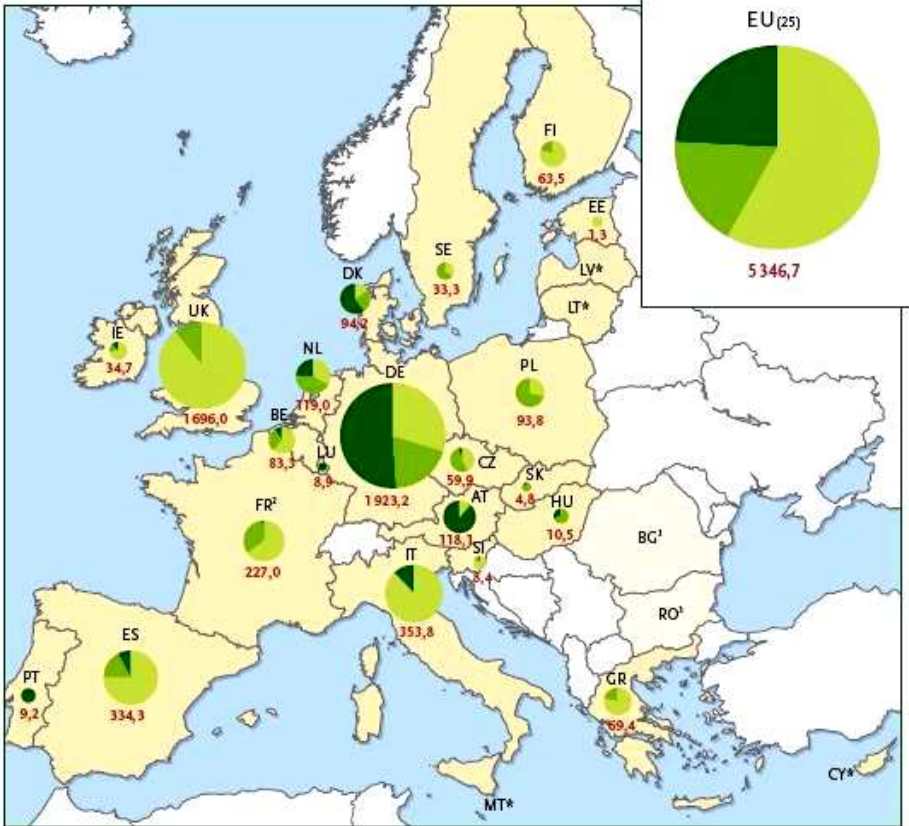 EU(25)
5 346,7
FI
63,5
EE
1,3
SE
33,3
LV*
LT*
DK
94,2
UK
1 696,0
IE
34,7
NL
119,0
DE
1 923,2
PL
93,8
BE
83,3
LU
8,9
CZ
59,9
SK
4,8
AT
118,1
HU
10,5
FR²
227,0
SI
3,4
IT
353,8
BG³
RO³
ES
334,3
PT
9,2
GR
69,4
CY*
MT*